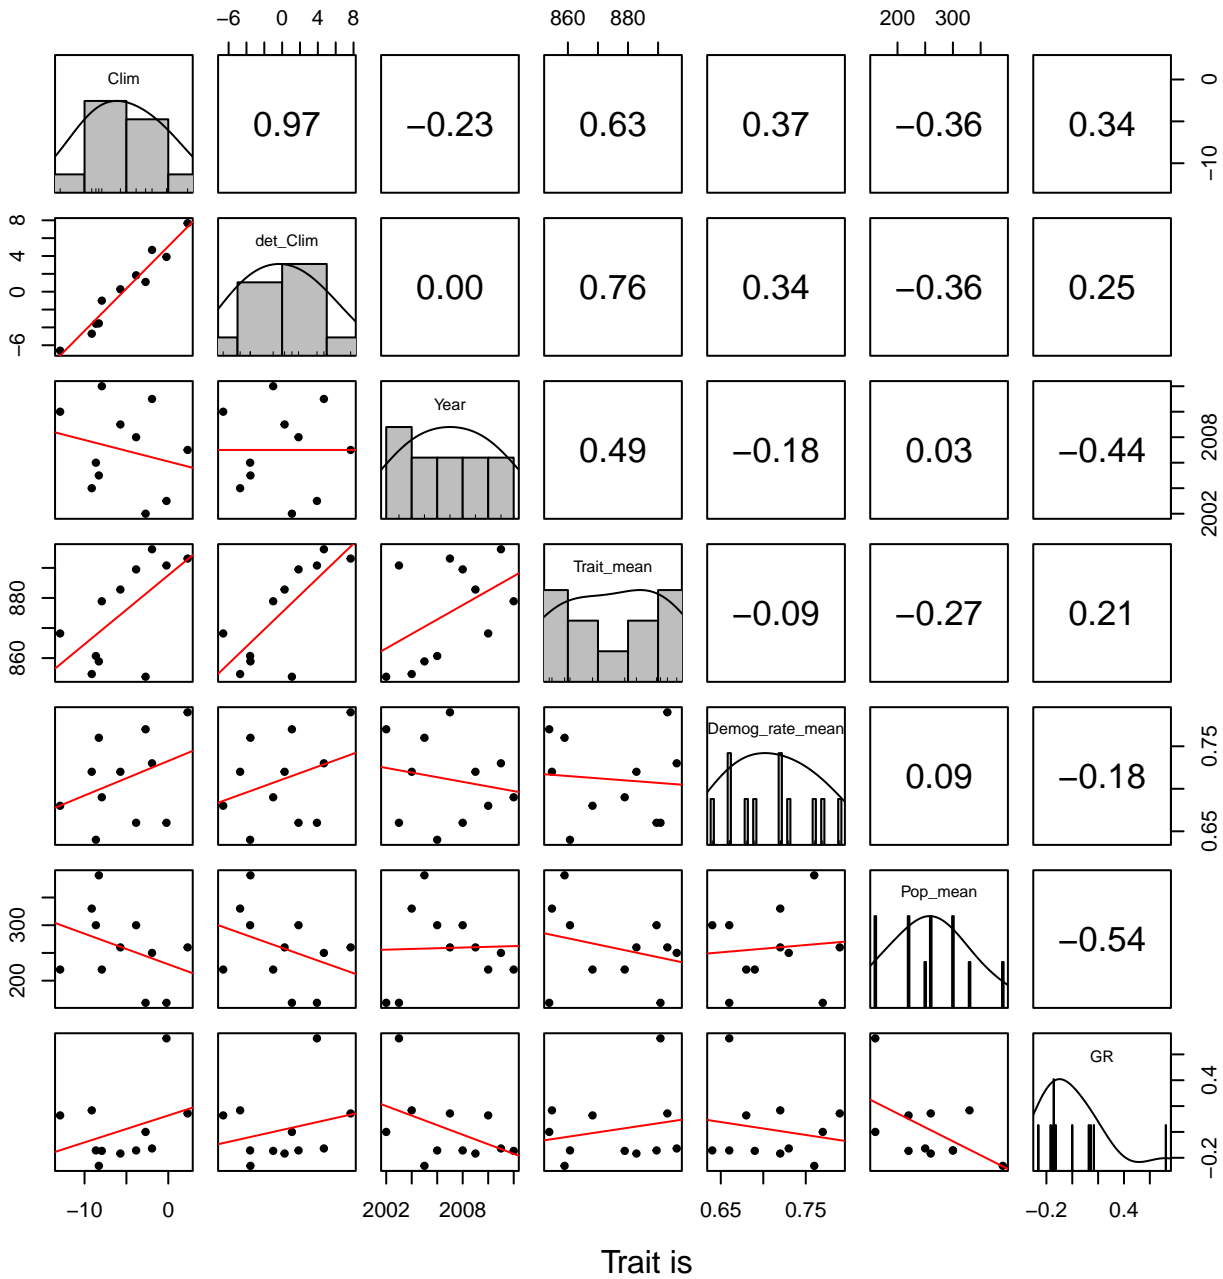 −6 0 4 8 860 880 200 300
Clim 0.97 −0.23 0.63 0.37 −0.36 0.34 −10 0
−6 0 4 8 det_Clim 0.00 0.76 0.34 −0.36 0.25
Year 0.49 −0.18 0.03 −0.44 2002 2008
860 880 Trait_mean −0.09 −0.27 0.21
Demog_rate_mean 0.09 −0.18 0.65 0.75
200 300 Pop_mean −0.54
GR −0.2 0.4
−10 0 2002 2008 0.65 0.75 −0.2 0.4
Trait is